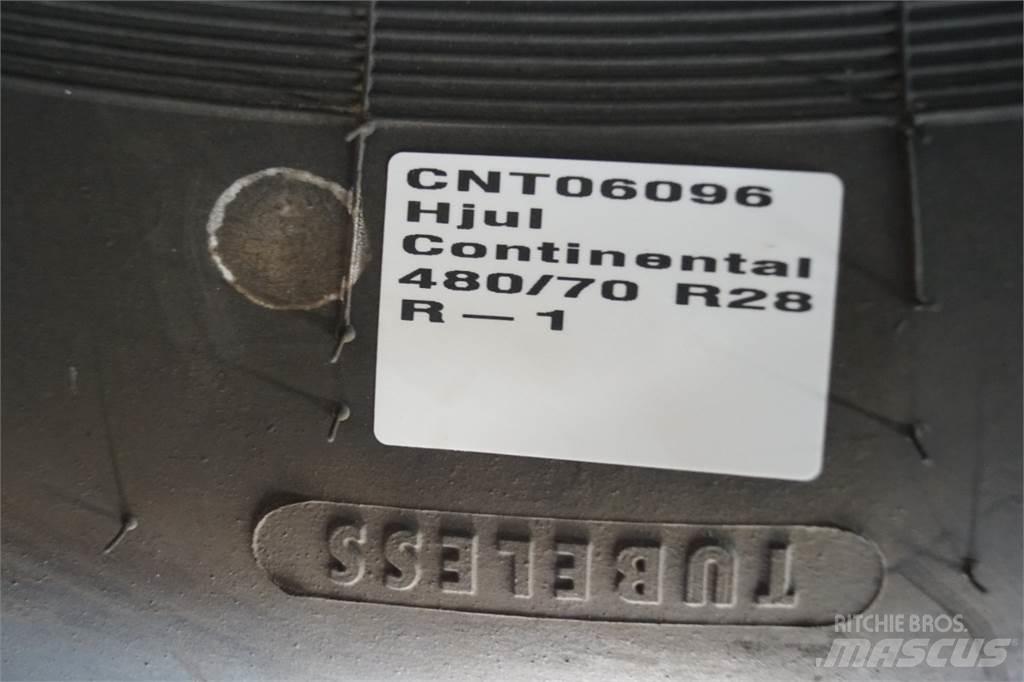 CNT06096
Hjul
Continental
480/70 R28
R – 1
TUBELESS
RITCHIE BROS.
MASCUS